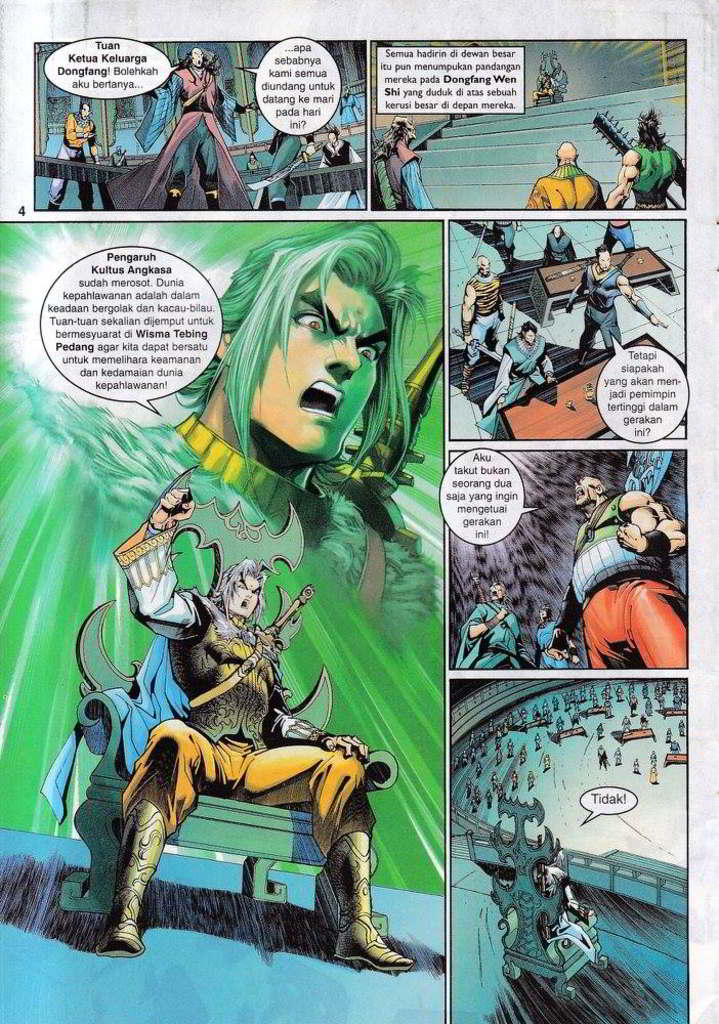 Tuan
Ketua Keluarga
Dongfang! Bolehkah
aku bertanya...
...apa
sebabnya
kami semua
diundang untuk
datang ke mari
pada hari
ini?
Semua hadirin di dewan besar
itu pun menumpukan pandangan
mereka pada Dongfang Wen
Shi yang duduk di atas sebuah
kerusi besar di depan mereka.
4
Pengaruh
Kultus Angkasa
sudah merosot. Dunia
kepahlawanan adalah dalam
keadaan bergolak dan kacau-bilau.
Tuan-tuan sekalian dijemput untuk
bermesyuarat di Wisma Tebing
Pedang agar kita dapat bersatu
untuk memelihara keamanan
dan kedamaian dunia
kepahlawanan!
Tetapi
siapakah
yang akan men-
jadi pemimpin
tertinggi dalam
gerakan
ini?
Aku
takut bukan
seorang dua
saja yang ingin
mengetuai
gerakan
ini!
Tidak!